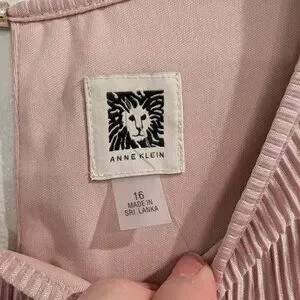 ANNE KLEIN
16
MADE IN
SRI LANKA